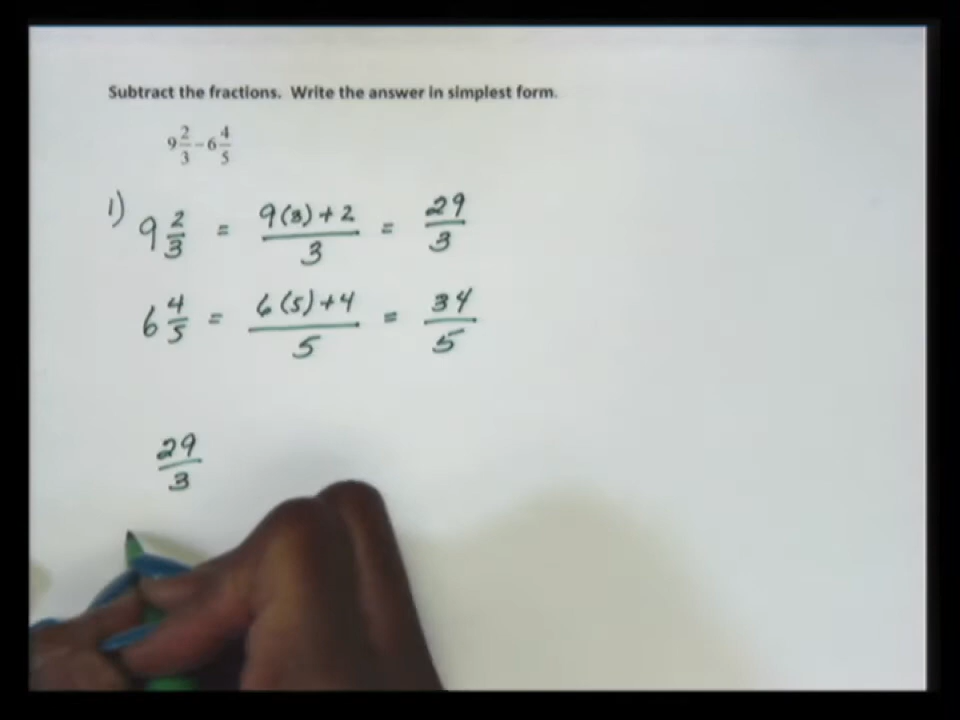 Subtract the fractions. Write the answer in simplest form.
9 2/3 - 6 4/5
1) 9 2/3 = 9(3)+2/3 = 29/3
6 4/5 = 6(5)+4/5 = 34/5
29/3